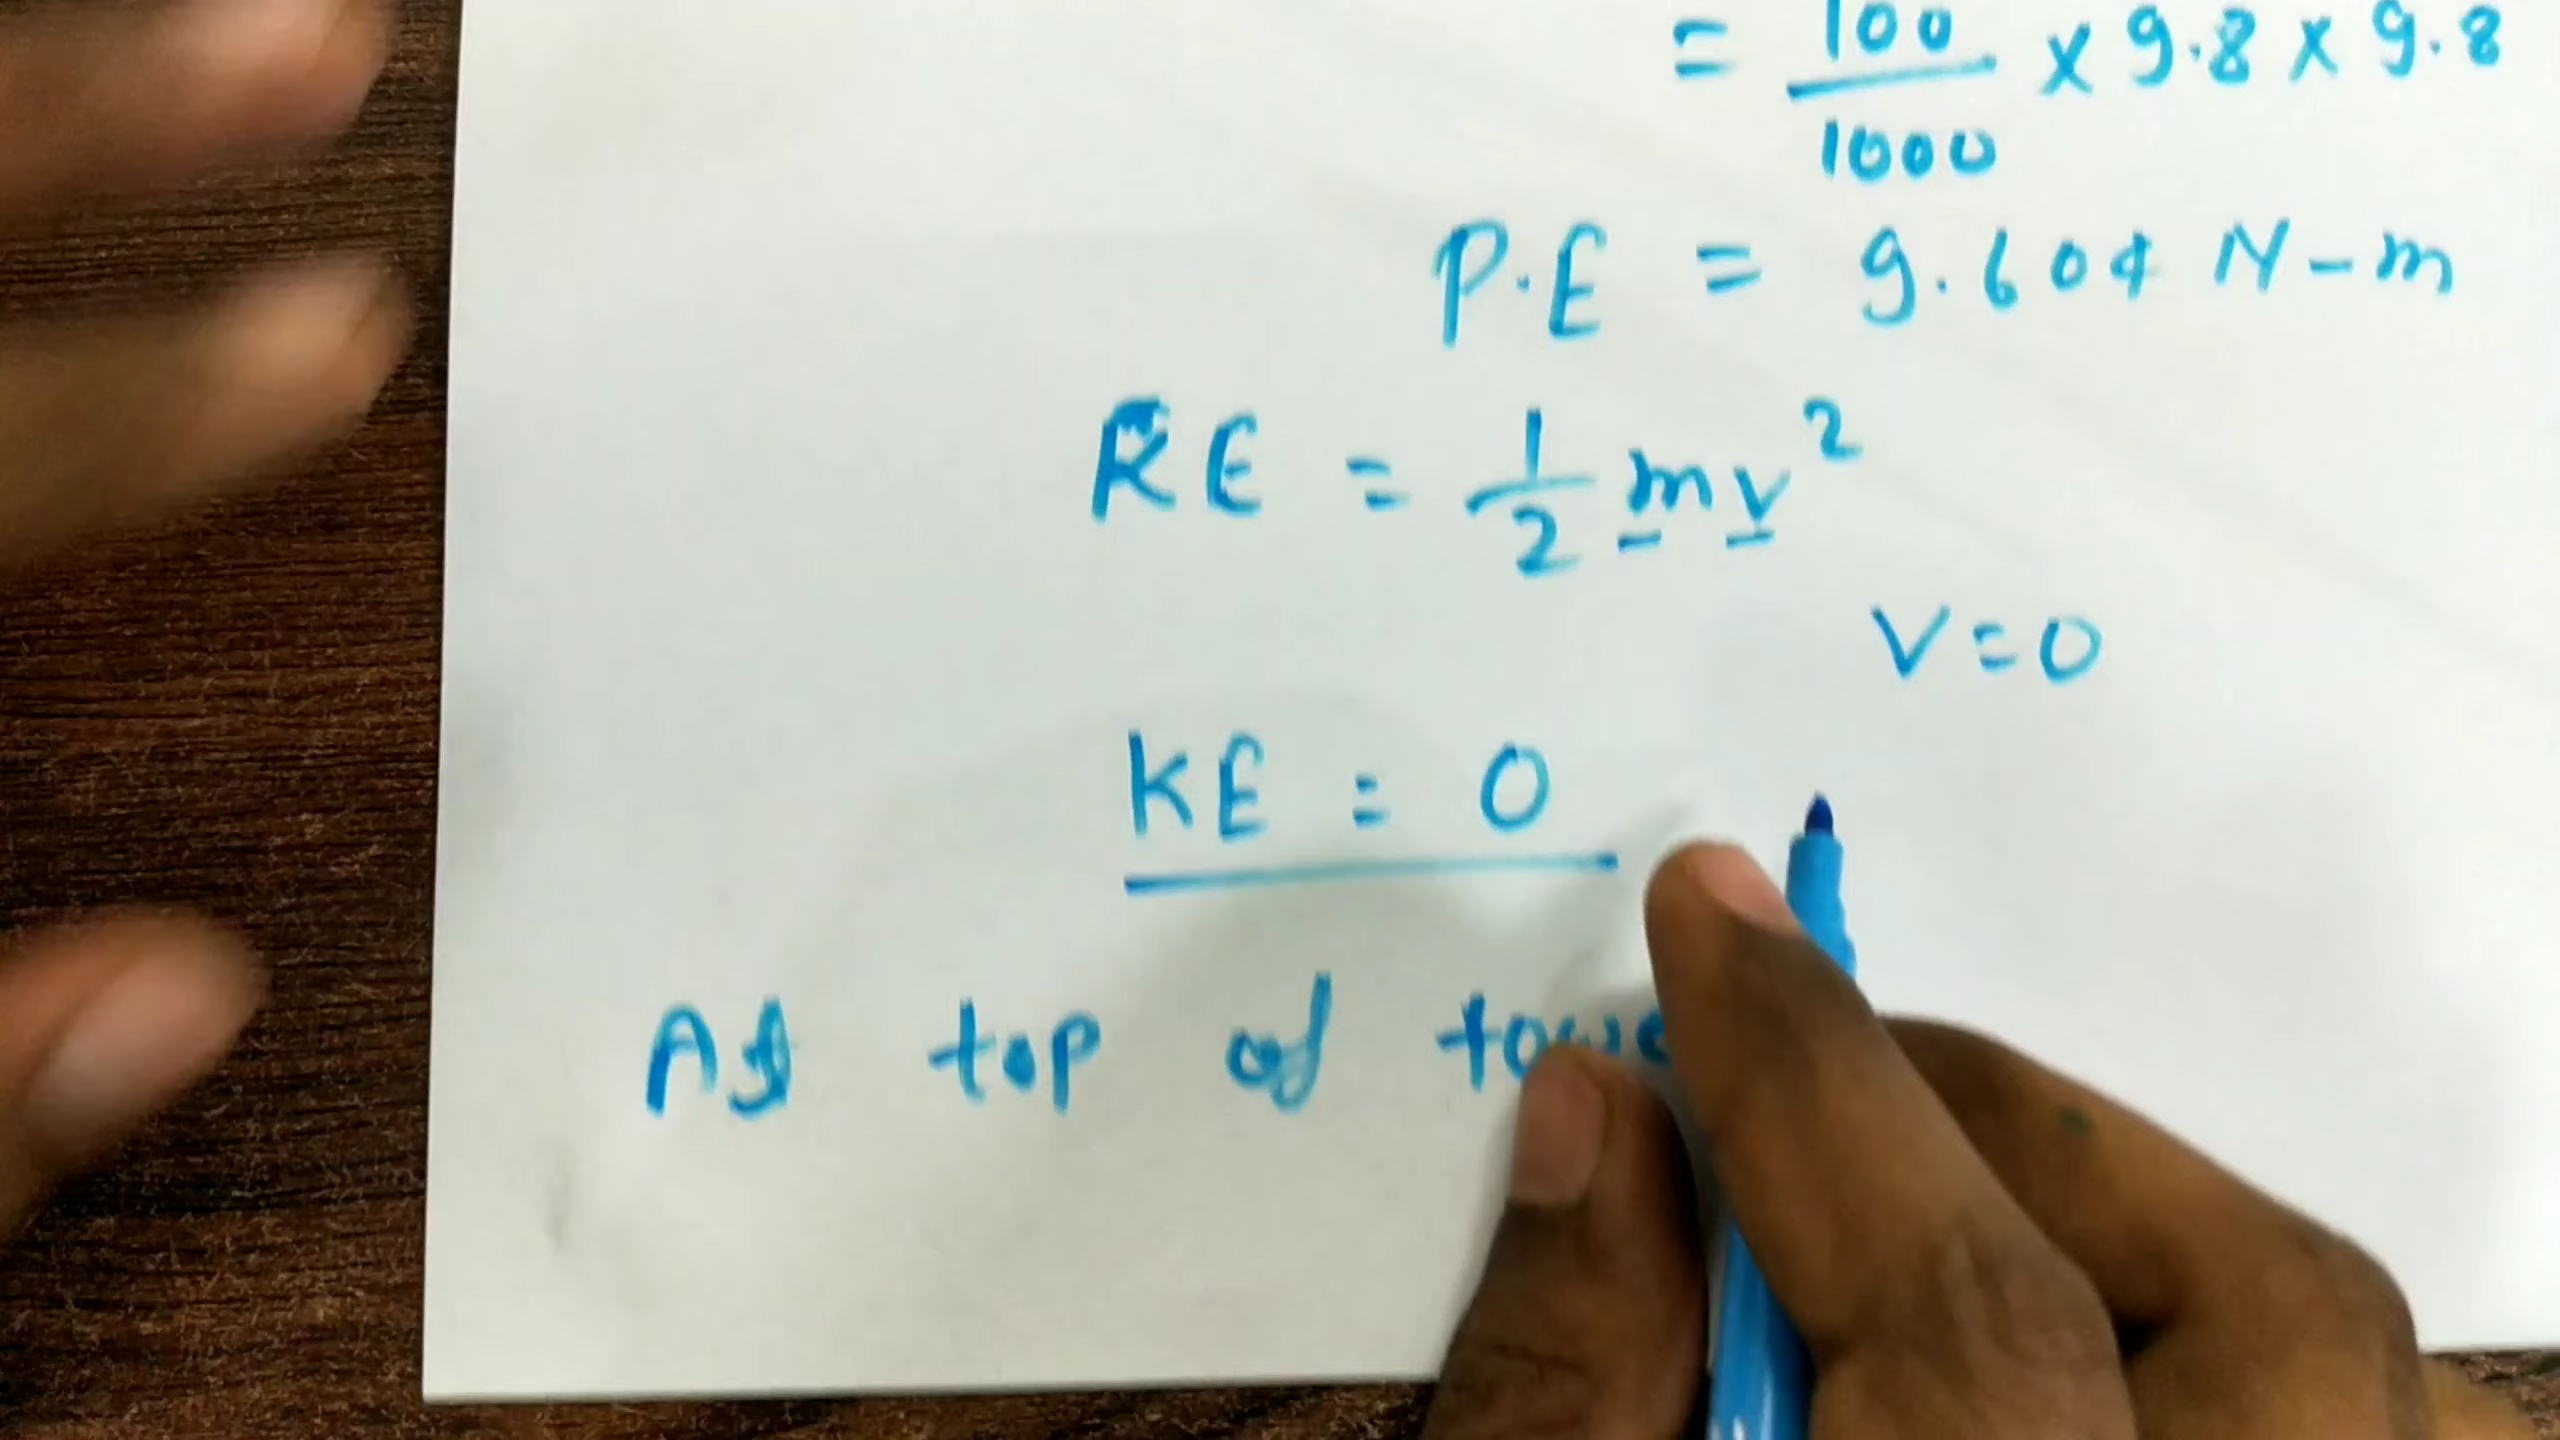 = 100/1000 x 9.8 x 9.8
P.E = 9.604 N-m
KE = 1/2 mv²
V=0
KE = 0
At top of